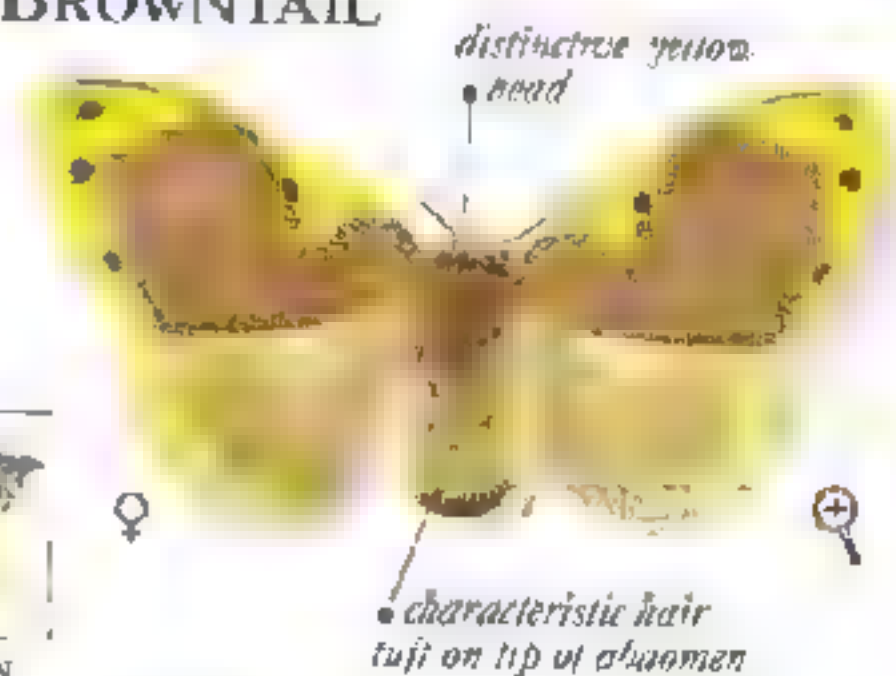 BROWNTAIL
distinctive yellow
head
characteristic hair
tuft on tip of abdomen
N